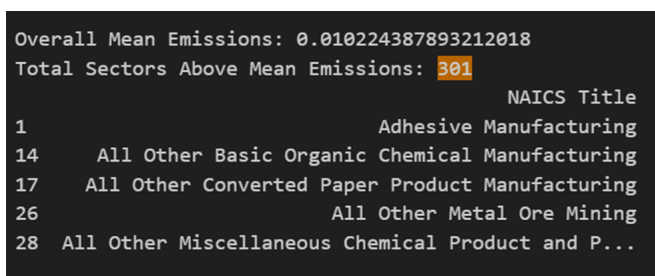 Overall Mean Emissions: 0.010224387893212018
Total Sectors Above Mean Emissions: 301
NAICS Title
1 Adhesive Manufacturing
14 All Other Basic Organic Chemical Manufacturing
17 All Other Converted Paper Product Manufacturing
26 All Other Metal Ore Mining
28 All Other Miscellaneous Chemical Product and P...